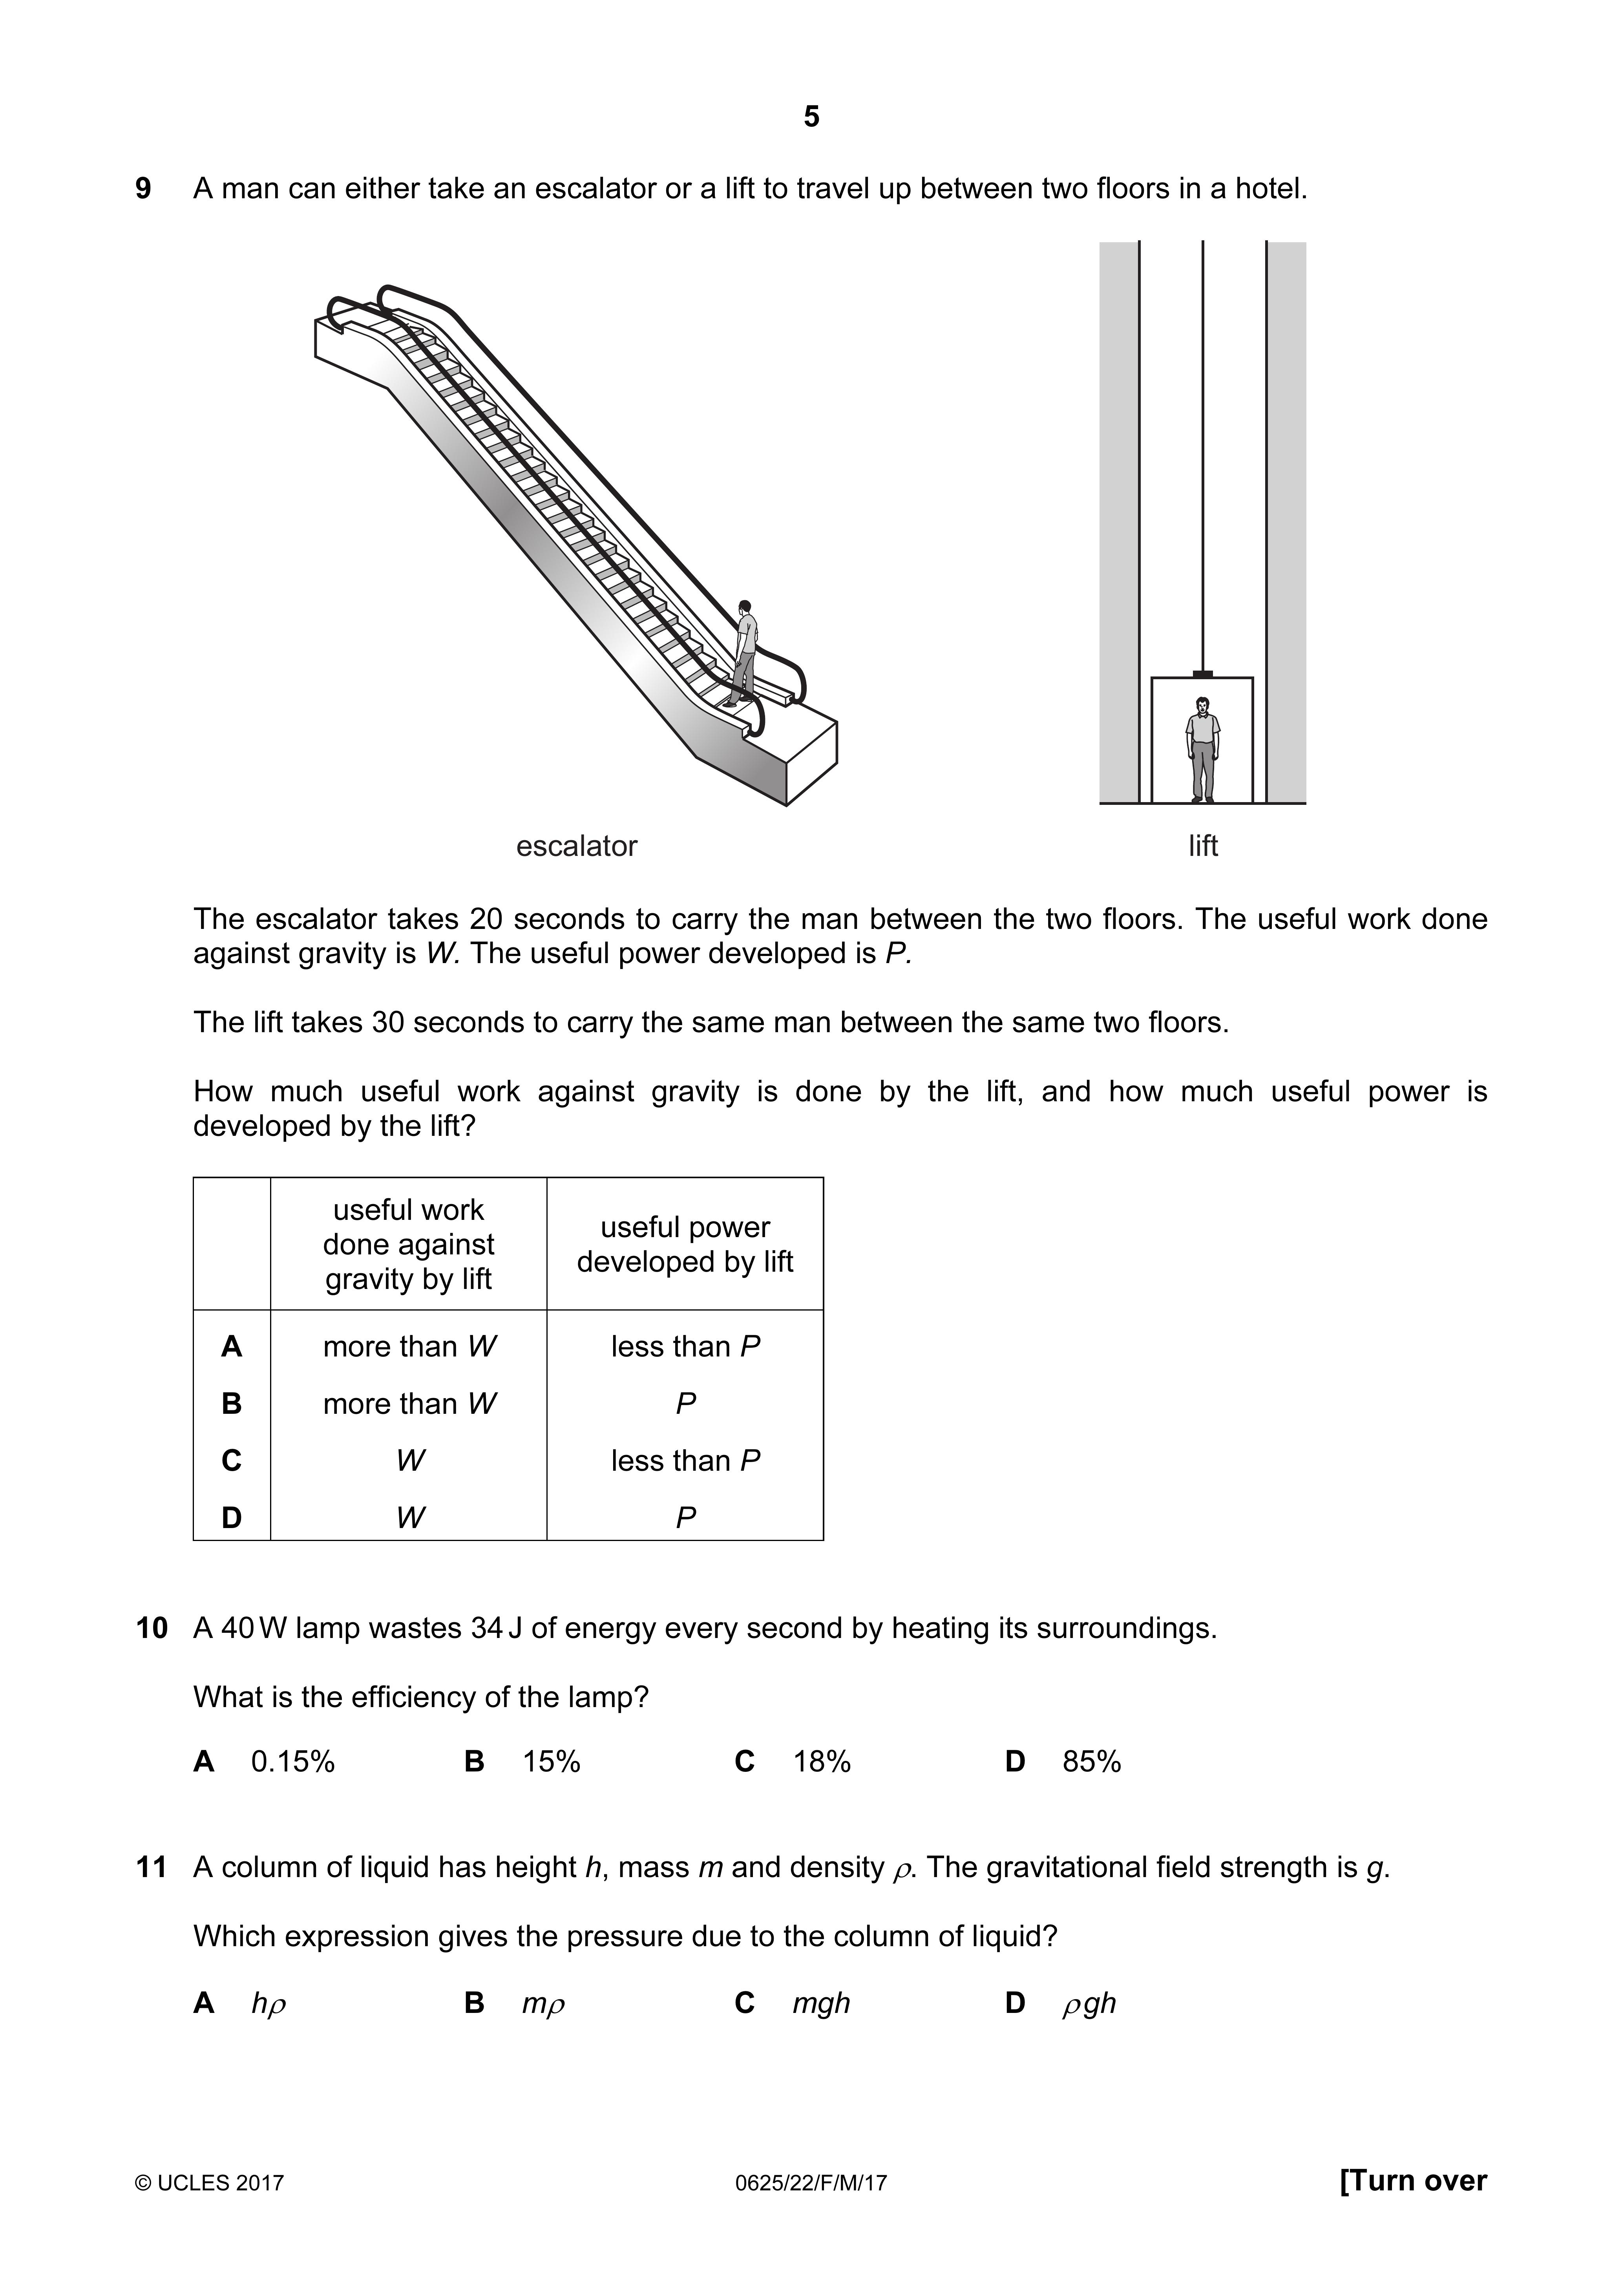 5
9 A man can either take an escalator or a lift to travel up between two floors in a hotel.
escalator lift
The escalator takes 20 seconds to carry the man between the two floors. The useful work done
against gravity is W. The useful power developed is P.
The lift takes 30 seconds to carry the same man between the same two floors.
How much useful work against gravity is done by the lift, and how much useful power is
developed by the lift?
useful work
done against
gravity by lift
useful power
developed by lift
A more than W less than P
B more than W P
C W less than P
D W P
10 A 40 W lamp wastes 34 J of energy every second by heating its surroundings.
What is the efficiency of the lamp?
A 0.15% B 15% C 18% D 85%
11 A column of liquid has height h, mass m and density ρ. The gravitational field strength is g.
Which expression gives the pressure due to the column of liquid?
A hρ B mρ C mgh D ρgh
© UCLES 2017 0625/22/F/M/17 [Turn over